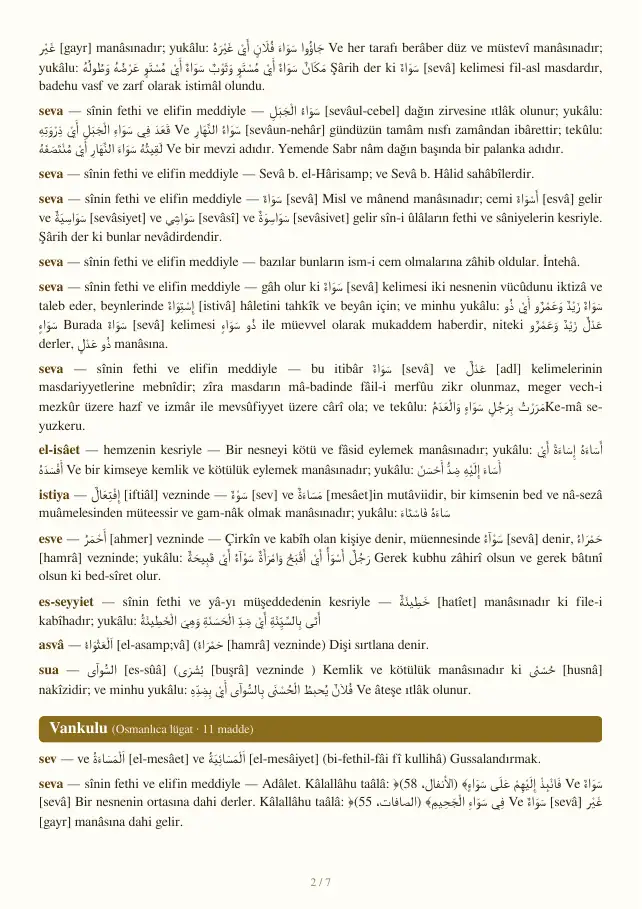 غَيْر [gayr] manâsınadır; yukâlu: جَاؤُوا سَوَاءَ فُلَانٍ أَيْ غَيْرَهُ Ve her tarafı berâber düz ve müstevî manâsınadır;
yukâlu: مَكَانٌ سَوَاءٌ أَيْ مُسْتَوٍ وَثَوْبٌ سَوَاءٌ أَيْ مُسْتَوٍ عَرْضُهُ وَطُولُهُ Şârih der ki سَوَاءٌ [sevâ] kelimesi fil-asl masdardır,
badehu vasf ve zarf olarak istimâl olundu.
seva — sînin fethi ve elifin meddiyle — سَوَاءُ الْجَبَلِ [sevâul-cebel] dağın zirvesine ıtlâk olunur; yukâlu:
قَعَدَ فِي سَوَاءِ الْجَبَلِ أَيْ ذِرْوَتِهِ Ve سَوَاءُ النَّهَارِ [sevâun-nehâr] gündüzün tamâm nısfı zamândan ibârettir; tekûlu:
لَقِيتُهُ سَوَاءَ النَّهَارِ أَيْ مُنْتَصَفَهُ Ve bir mevzi adıdır. Yemende Sabr nâm dağın başında bir palanka adıdır.
seva — sînin fethi ve elifin meddiyle — Sevâ b. el-Hârisamp; ve Sevâ b. Hâlid sahâbîlerdir.
seva — sînin fethi ve elifin meddiyle — سَوَاءٌ [sevâ] Misl ve mânend manâsınadır; cemi أَسْوَاءٌ [esvâ] gelir
ve سَوَاسِيَةٌ [sevâsiyet] ve سَوَاسِي [sevâsî] ve سَوَاسِوَةٌ [sevâsivet] gelir sîn-i ûlâların fethi ve sâniyelerin kesriyle.
Şârih der ki bunlar nevâdirdendir.
seva — sînin fethi ve elifin meddiyle — bazılar bunların ism-i cem olmalarına zâhib oldular. İntehâ.
seva — sînin fethi ve elifin meddiyle — gâh olur ki سَوَاءٌ [sevâ] kelimesi iki nesnenin vücûdunu iktizâ ve
taleb eder, beynlerinde إِسْتِوَاءٌ [istivâ] hâletini tahkîk ve beyân için; ve minhu yukâlu: سَوَاءٌ زَيْدٌ وَعَمْرٌو أَيْ ذُو
سَوَاءٍ Burada سَوَاءٌ [sevâ] kelimesi ذُو سَوَاءٍ ile müevvel olarak mukaddem haberdir, niteki عَدْلٌ زَيْدٌ وَعَمْرٌو
derler, ذُو عَدْلٍ manâsına.
seva — sînin fethi ve elifin meddiyle — bu itibâr سَوَاءٌ [sevâ] ve عَدْلٌ [adl] kelimelerinin
masdariyyetlerine mebnîdir; zîra masdarın mâ-badinde fâil-i merfûu zikr olunmaz, meger vech-i
mezkûr üzere hazf ve izmâr ile mevsûfiyyet üzere cârî ola; ve tekûlu: مَرَرْتُ بِرَجُلٍ سَوَاءٍ وَالْعَدَمُKe-mâ se-
yuzkeru.
el-isâet — hemzenin kesriyle — Bir nesneyi kötü ve fâsid eylemek manâsınadır; yukâlu: أَسَاءَهُ إِسَاءَةً أَيْ
أَفْسَدَهُ Ve bir kimseye kemlik ve kötülük eylemek manâsınadır; yukâlu: أَسَاءَ إِلَيْهِ ضِدُّ أَحْسَنَ
istiya — إِفْتِعَالٌ [iftiâl] vezninde — سَوْءٌ [sev] ve مَسَاءَةٌ [mesâet]in mutâviidir, bir kimsenin bed ve nâ-sezâ
muâmelesinden müteessir ve gam-nâk olmak manâsınadır; yukâlu: سَاءَهُ فَاسْتَاءَ
esve — أَحْمَرُ [ahmer] vezninde — Çirkîn ve kabîh olan kişiye denir, müennesinde سَوْآءُ [sevâ] denir, حَمْرَاءُ
[hamrâ] vezninde; yukâlu: رَجُلٌ أَسْوَأُ أَيْ أَقْبَحُ وَامْرَأَةٌ سَوْآءُ أَيْ قَبِيحَةٌ Gerek kubhu zâhirî olsun ve gerek bâtınî
olsun ki bed-sîret olur.
es-seyyiet — sînin fethi ve yâ-yı müşeddedenin kesriyle — خَطِيئَةٌ [hatîet] manâsınadır ki file-i
kabîhadır; yukâlu: أَتَى بِالسَّيِّئَةِ أَيْ ضِدِّ الْحَسَنَةِ وَهِيَ الْخَطِيئَةُ
asvâ — اَلْعَثْوَاءُ [el-asamp;vâ] (حَمْرَاءُ [hamrâ] vezninde) Dişi sırtlana denir.
sua — السُّوآى [es-sûâ] (بُشْرَى [buşrâ] vezninde ) Kemlik ve kötülük manâsınadır ki حُسْنَى [husnâ]
nakîzidir; ve minhu yukâlu: فُلَانٌ يُحِيطُ الْحُسْنَى بِالسُّوآى أَيْ بِضِدِّهِ Ve âteşe ıtlâk olunur.
Vankulu (Osmanlıca lügat · 11 madde)
sev — ve اَلْمَسَاءَةُ [el-mesâet] ve اَلْمَسَائِيَةُ [el-mesâiyet] (bi-fethil-fâi fî kullihâ) Gussalandırmak.
seva — sînin fethi ve elifin meddiyle — Adâlet. Kâlallâhu taâlâ: ﴿فَانْبِذْ إِلَيْهِمْ عَلَى سَوَاءٍ﴾ (الأنفال، 58) Ve سَوَاءٌ
[sevâ] Bir nesnenin ortasına dahi derler. Kâlallâhu taâlâ: ﴿فِي سَوَاءِ الْجَحِيمِ﴾ (الصافات، 55) Ve سَوَاءٌ [sevâ] غَيْر
[gayr] manâsına dahi gelir.
2 / 7